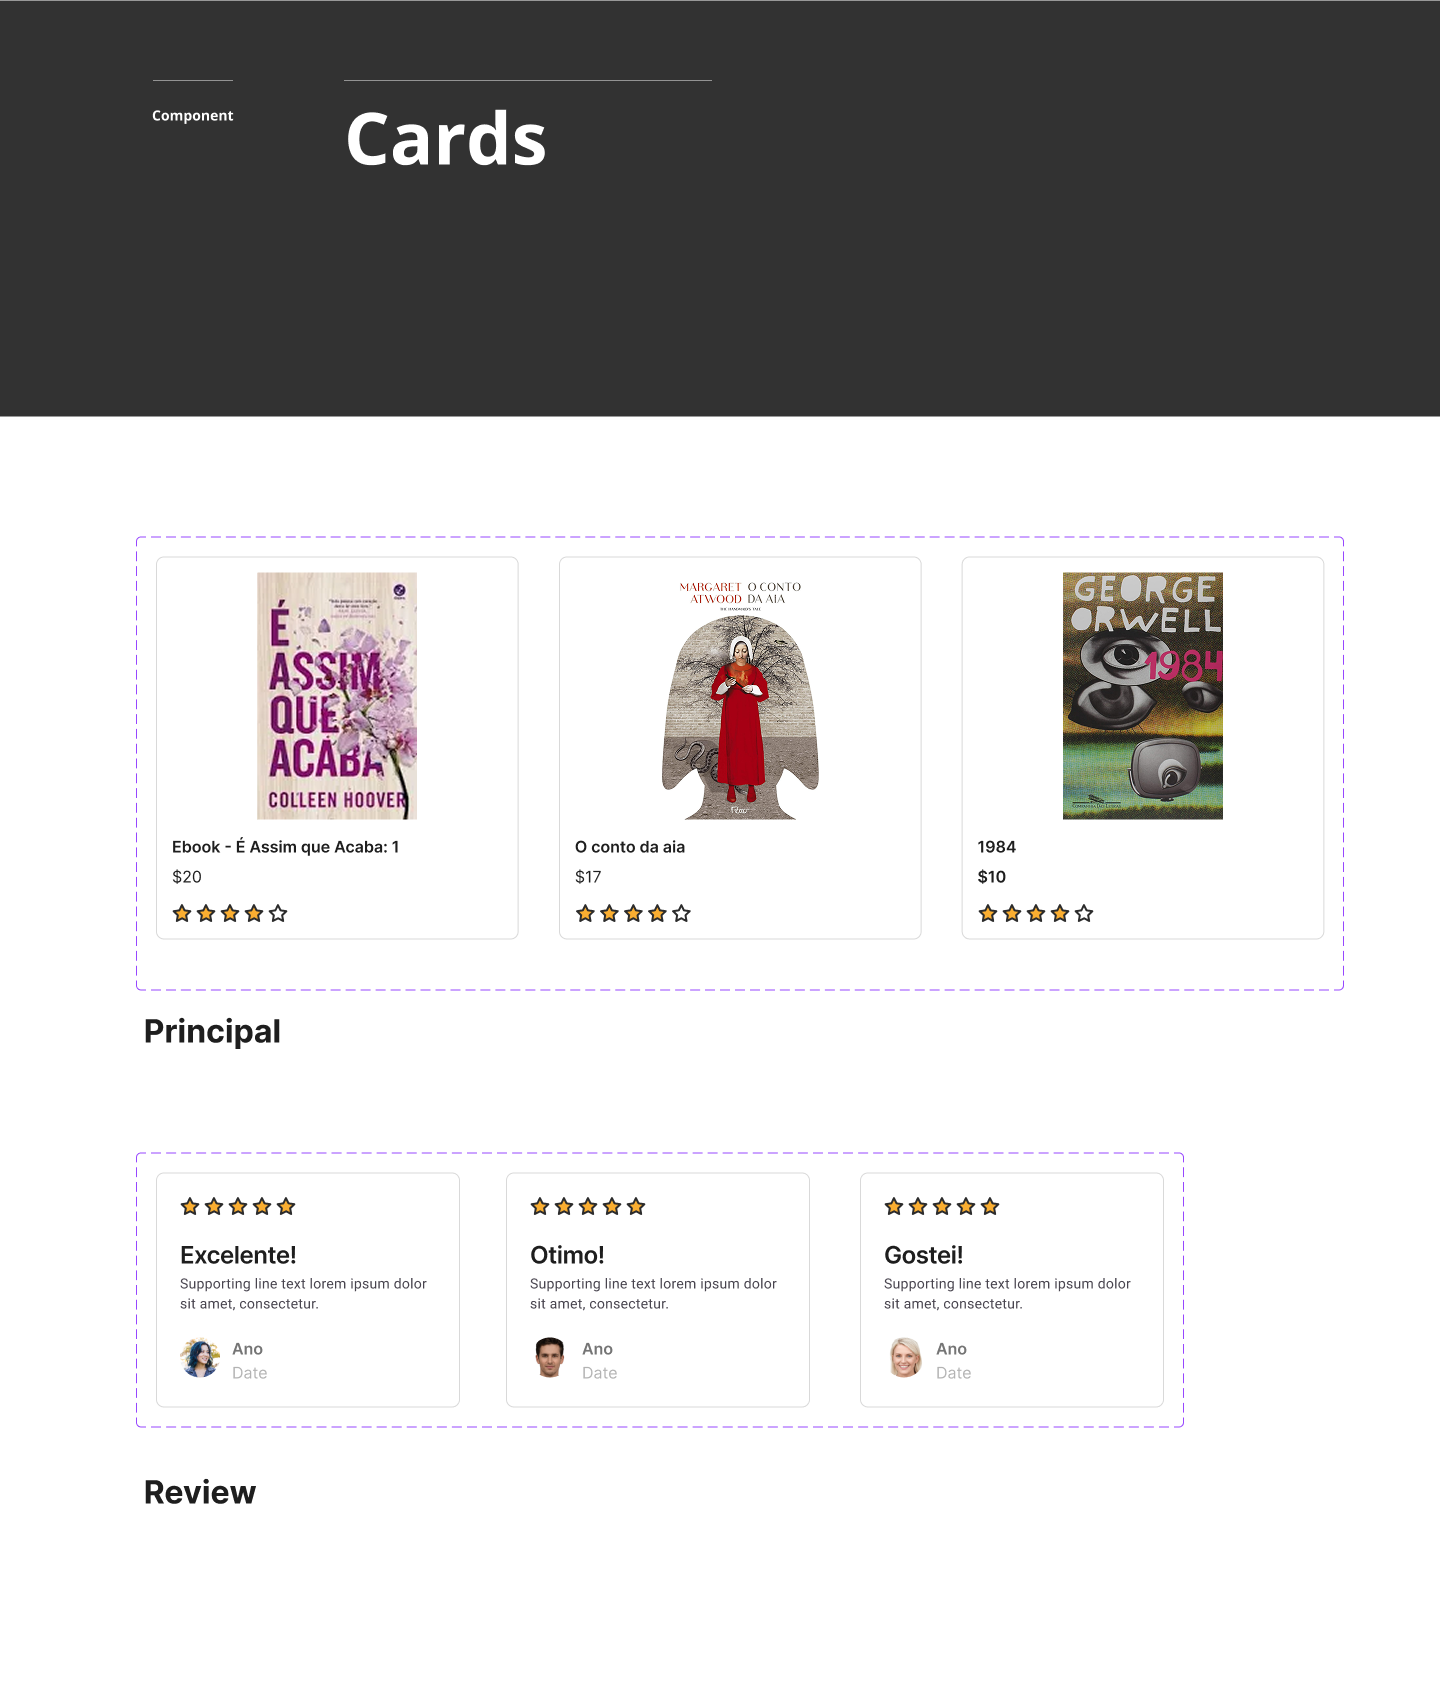 Component
Cards
É
ASSIM
QUE
ACABA
COLLEEN HOOVER
MARGARET O CONTO
ATWOOD DA AIA
THE HANDMAID'S TALE
GEORGE
ORWELL
1984
COMPANHIA DAS LETRAS
Ebook - É Assim que Acaba: 1
$20
O conto da aia
$17
1984
$10
Principal
Excelente!
Supporting line text lorem ipsum dolor
sit amet, consectetur.
Ano
Date
Otimo!
Supporting line text lorem ipsum dolor
sit amet, consectetur.
Ano
Date
Gostei!
Supporting line text lorem ipsum dolor
sit amet, consectetur.
Ano
Date
Review